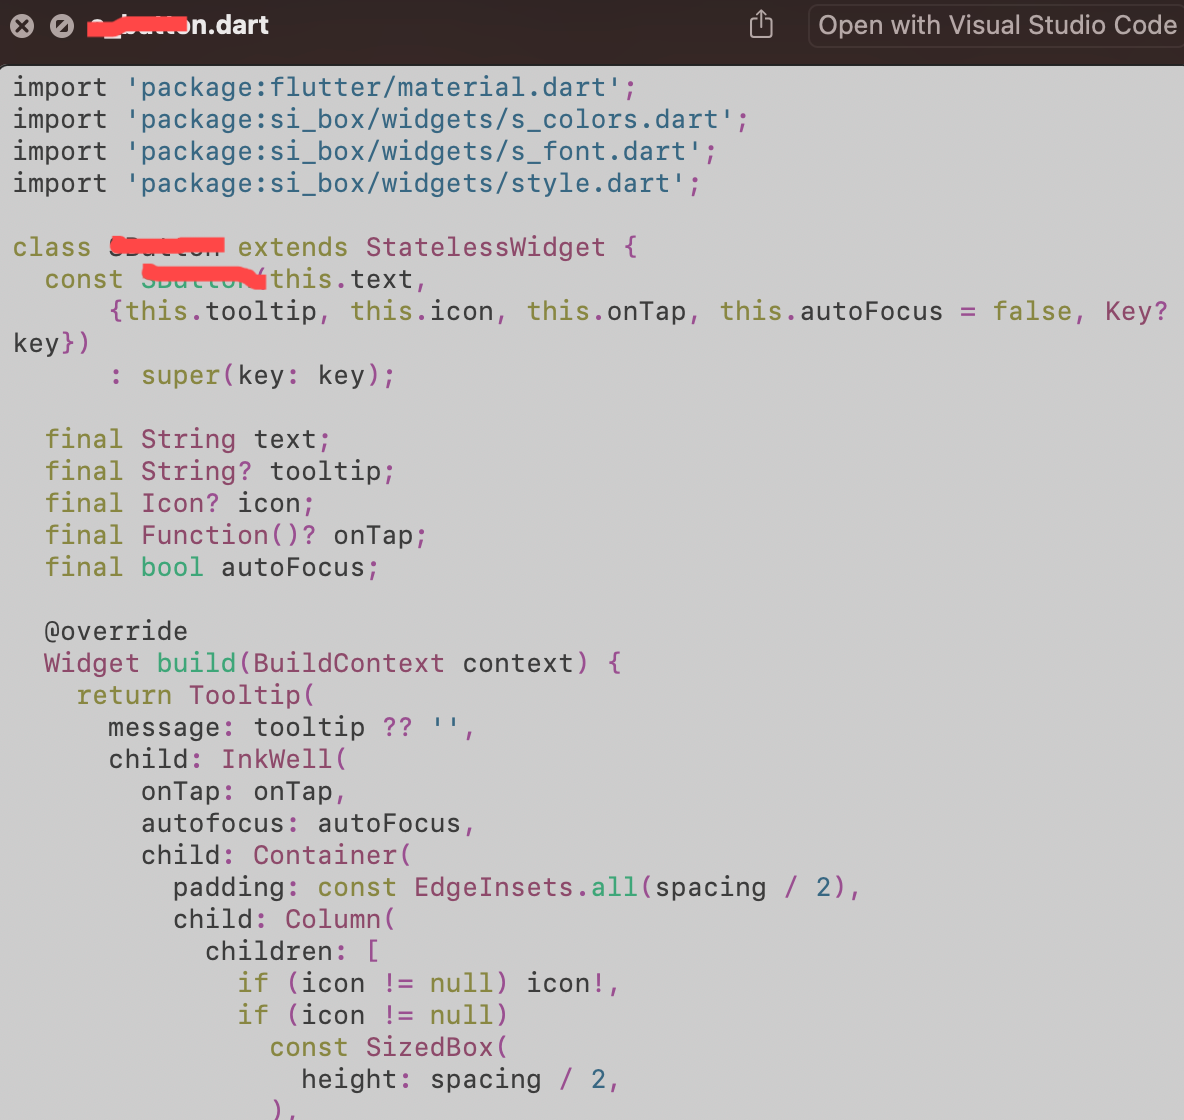 n.dart
Open with Visual Studio Code
import 'package:flutter/material.dart';
import 'package:si_box/widgets/s_colors.dart';
import 'package:si_box/widgets/s_font.dart';
import 'package:si_box/widgets/style.dart';
class extends StatelessWidget {
  const (this.text,
      {this.tooltip, this.icon, this.onTap, this.autoFocus = false, Key?
key})
      : super(key: key);
  final String text;
  final String? tooltip;
  final Icon? icon;
  final Function()? onTap;
  final bool autoFocus;
  @override
  Widget build(BuildContext context) {
    return Tooltip(
      message: tooltip ?? '',
      child: InkWell(
        onTap: onTap,
        autofocus: autoFocus,
        child: Container(
          padding: const EdgeInsets.all(spacing / 2),
          child: Column(
            children: [
              if (icon != null) icon!,
              if (icon != null)
                const SizedBox(
                  height: spacing / 2,
                ),